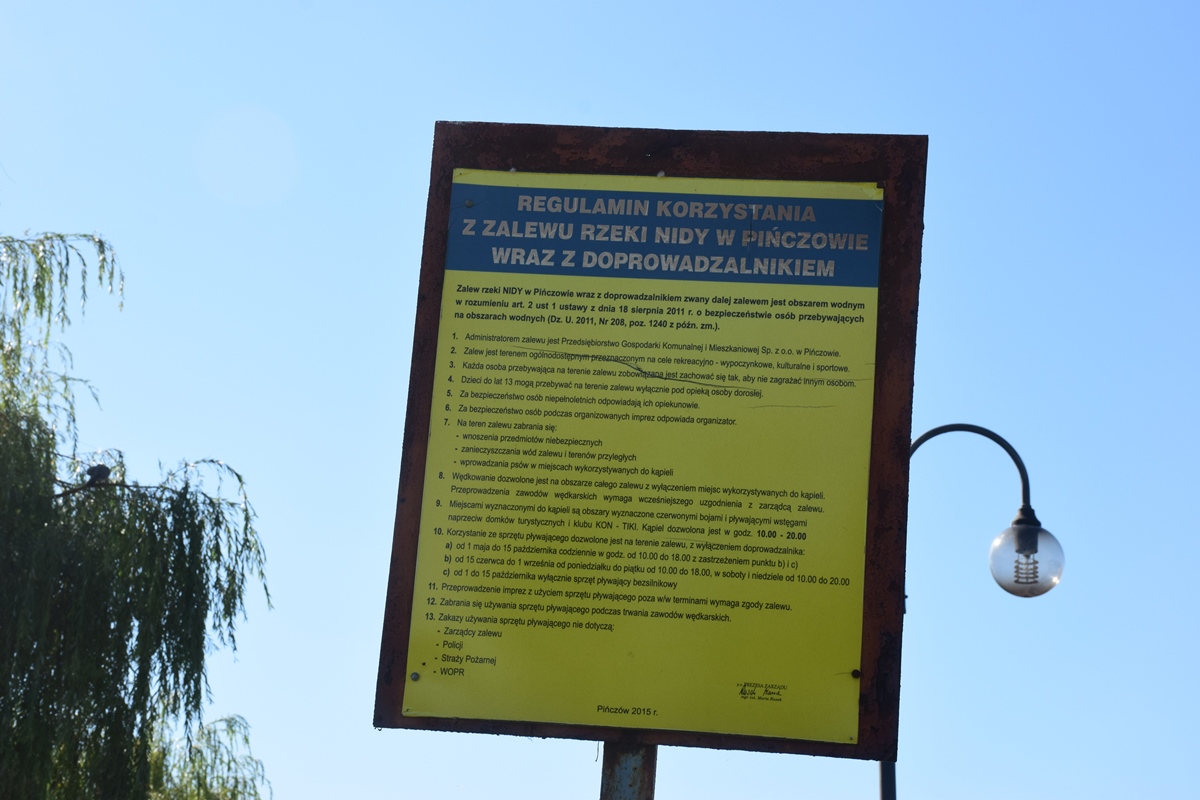 REGULAMIN KORZYSTANIA
Z ZALEWU RZEKI NIDY W PIŃCZOWIE
WRAZ Z DOPROWADZALNIKIEM
Zalew rzeki NIDY w Pińczowie wraz z doprowadzalnikiem zwany dalej zalewem jest obszarem wodnym
w rozumieniu art. 2 ust 1 ustawy z dnia 18 sierpnia 2011 r. o bezpieczeństwie osób przebywających
na obszarach wodnych (Dz. U. 2011, Nr 208, poz. 1240 z późn. zm.).
1. Administratorem zalewu jest Przedsiębiorstwo Gospodarki Komunalnej i Mieszkaniowej Sp. z o.o. w Pińczowie.
2. Zalew jest terenem ogólnodostępnym przeznaczonym na cele rekreacyjno - wypoczynkowe, kulturalne i sportowe.
3. Każda osoba przebywająca na terenie zalewu zobowiązana jest zachować się tak, aby nie zagrażać innym osobom.
4. Dzieci do lat 13 mogą przebywać na terenie zalewu wyłącznie pod opieką osoby dorosłej.
5. Za bezpieczeństwo osób niepełnoletnich odpowiadają ich opiekunowie.
6. Za bezpieczeństwo osób podczas organizowanych imprez odpowiada organizator.
7. Na teren zalewu zabrania się:
- wnoszenia przedmiotów niebezpiecznych
- zanieczyszczania wód zalewu i terenów przyległych
- wprowadzania psów w miejscach wykorzystywanych do kąpieli
8. Wędkowanie dozwolone jest na obszarze całego zalewu z wyłączeniem miejsc wykorzystywanych do kąpieli.
Przeprowadzenia zawodów wędkarskich wymaga wcześniejszego uzgodnienia z zarządcą zalewu.
9. Miejscami wyznaczonymi do kąpieli są obszary wyznaczone czerwonymi bojami i pływającymi wstęgami
naprzeciw domków turystycznych i klubu KON - TIKI. Kąpiel dozwolona jest w godz. 10.00 - 20.00
10. Korzystanie ze sprzętu pływającego dozwolone jest na terenie zalewu, z wyłączeniem doprowadzalnika:
a) od 1 maja do 15 października codziennie w godz. od 10.00 do 18.00 z zastrzeżeniem punktu b) i c)
b) od 15 czerwca do 1 września od poniedziałku do piątku od 10.00 do 18.00, w soboty i niedziele od 10.00 do 20.00
c) od 1 do 15 października wyłącznie sprzęt pływający bezsilnikowy
11. Przeprowadzenie imprez z użyciem sprzętu pływającego poza w/w terminami wymaga zgody zalewu.
12. Zabrania się używania sprzętu pływającego podczas trwania zawodów wędkarskich.
13. Zakazy używania sprzętu pływającego nie dotyczą:
- Zarządcy zalewu
- Policji
- Straży Pożarnej
- WOPR
Pińczów 2015 r.